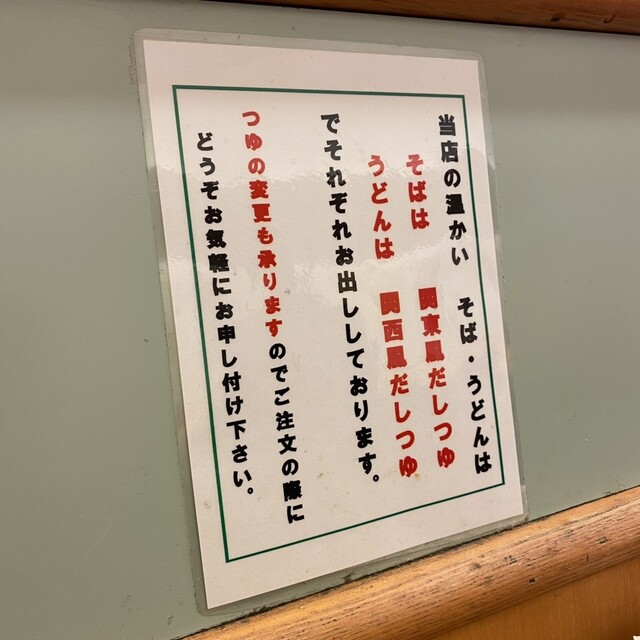 当店の温かい　そば・うどんは
そばは　関東風だしつゆ
うどんは　関西風だしつゆ
でそれぞれお出ししております。
つゆの変更も承りますのでご注文の際に
どうぞお気軽にお申し付け下さい。